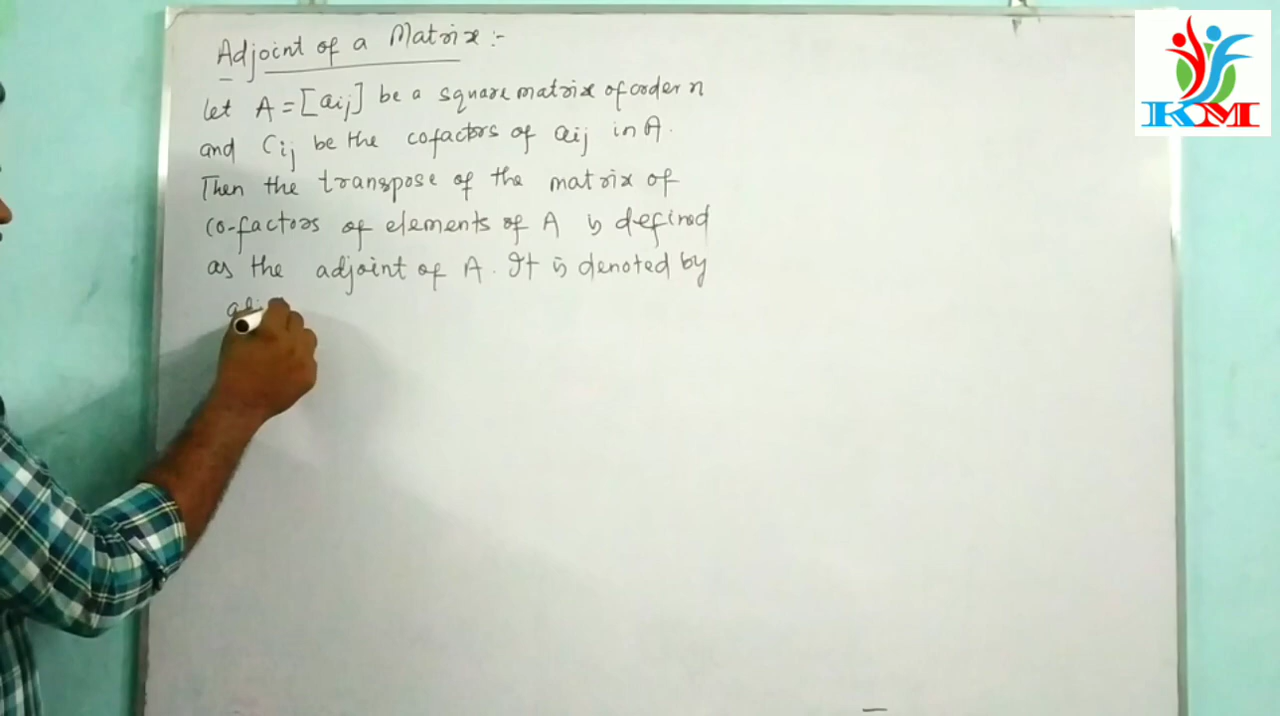 Adjoint of a Matrix :-
let A = [aij] be a square matrix of order n
and Cij be the cofactors of aij in A.
Then the transpose of the matrix of
co-factors of elements of A is defined
as the adjoint of A. It is denoted by
KM